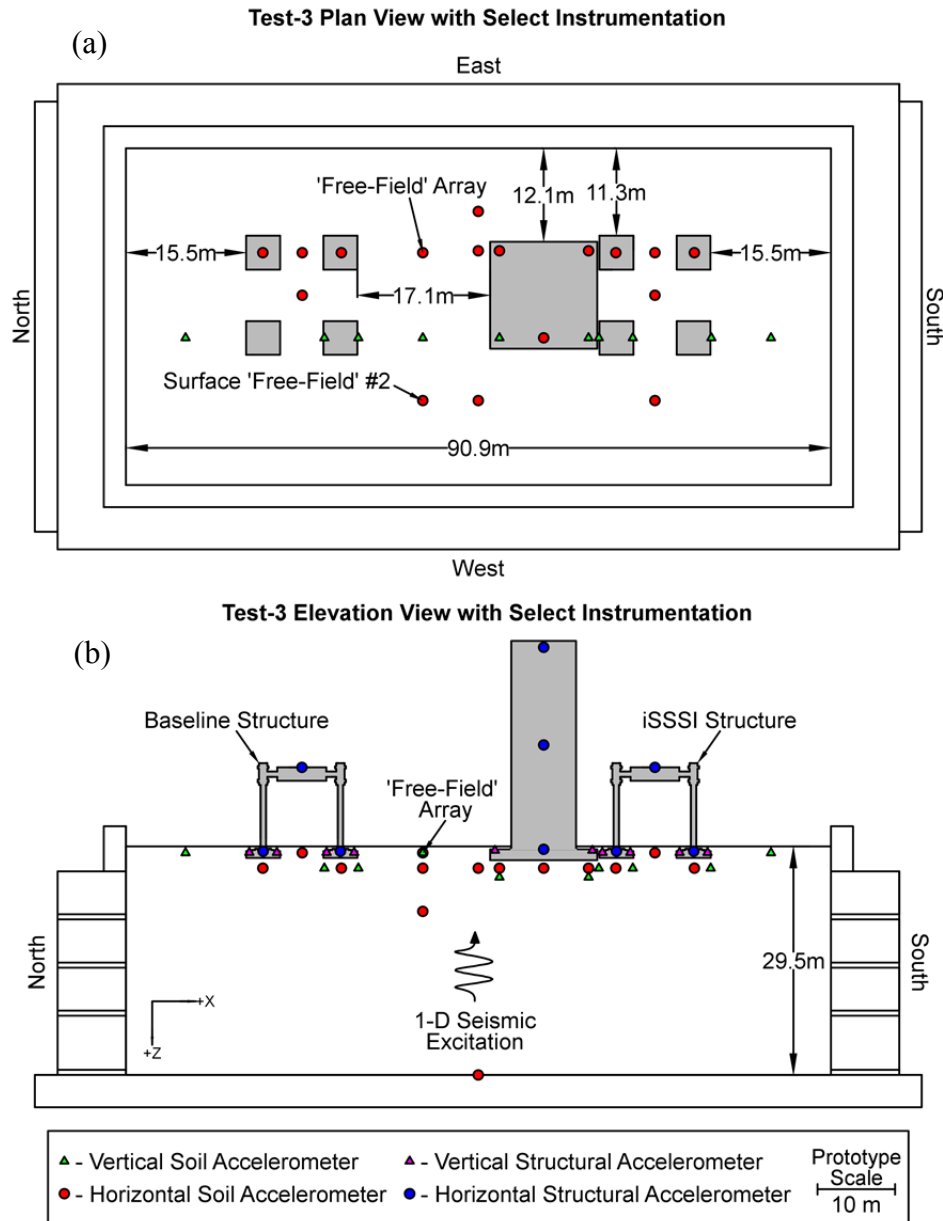 Test-3 Plan View with Select Instrumentation
(a)
East
'Free-Field'
Array
12.1m
11.3m
15.5m
15.5m
17.1m
North
South
Surface 'Free-Field' #2
90.9m
West
Test-3 Elevation View with Select Instrumentation
(b)
Baseline Structure
iSSSI Structure
'Free-Field'
Array
North
South
29.5m
+X
+Z
1-D Seismic
Excitation
- Vertical Soil Accelerometer
- Vertical Structural Accelerometer
- Horizontal Soil Accelerometer
- Horizontal Structural Accelerometer
Prototype
Scale
10 m